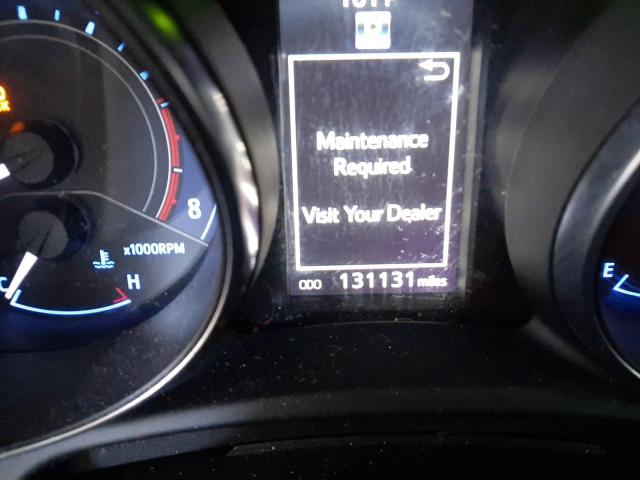 Maintenance
Required
Visit Your Dealer
ODO 131131 miles
8
x1000RPM
C H
E